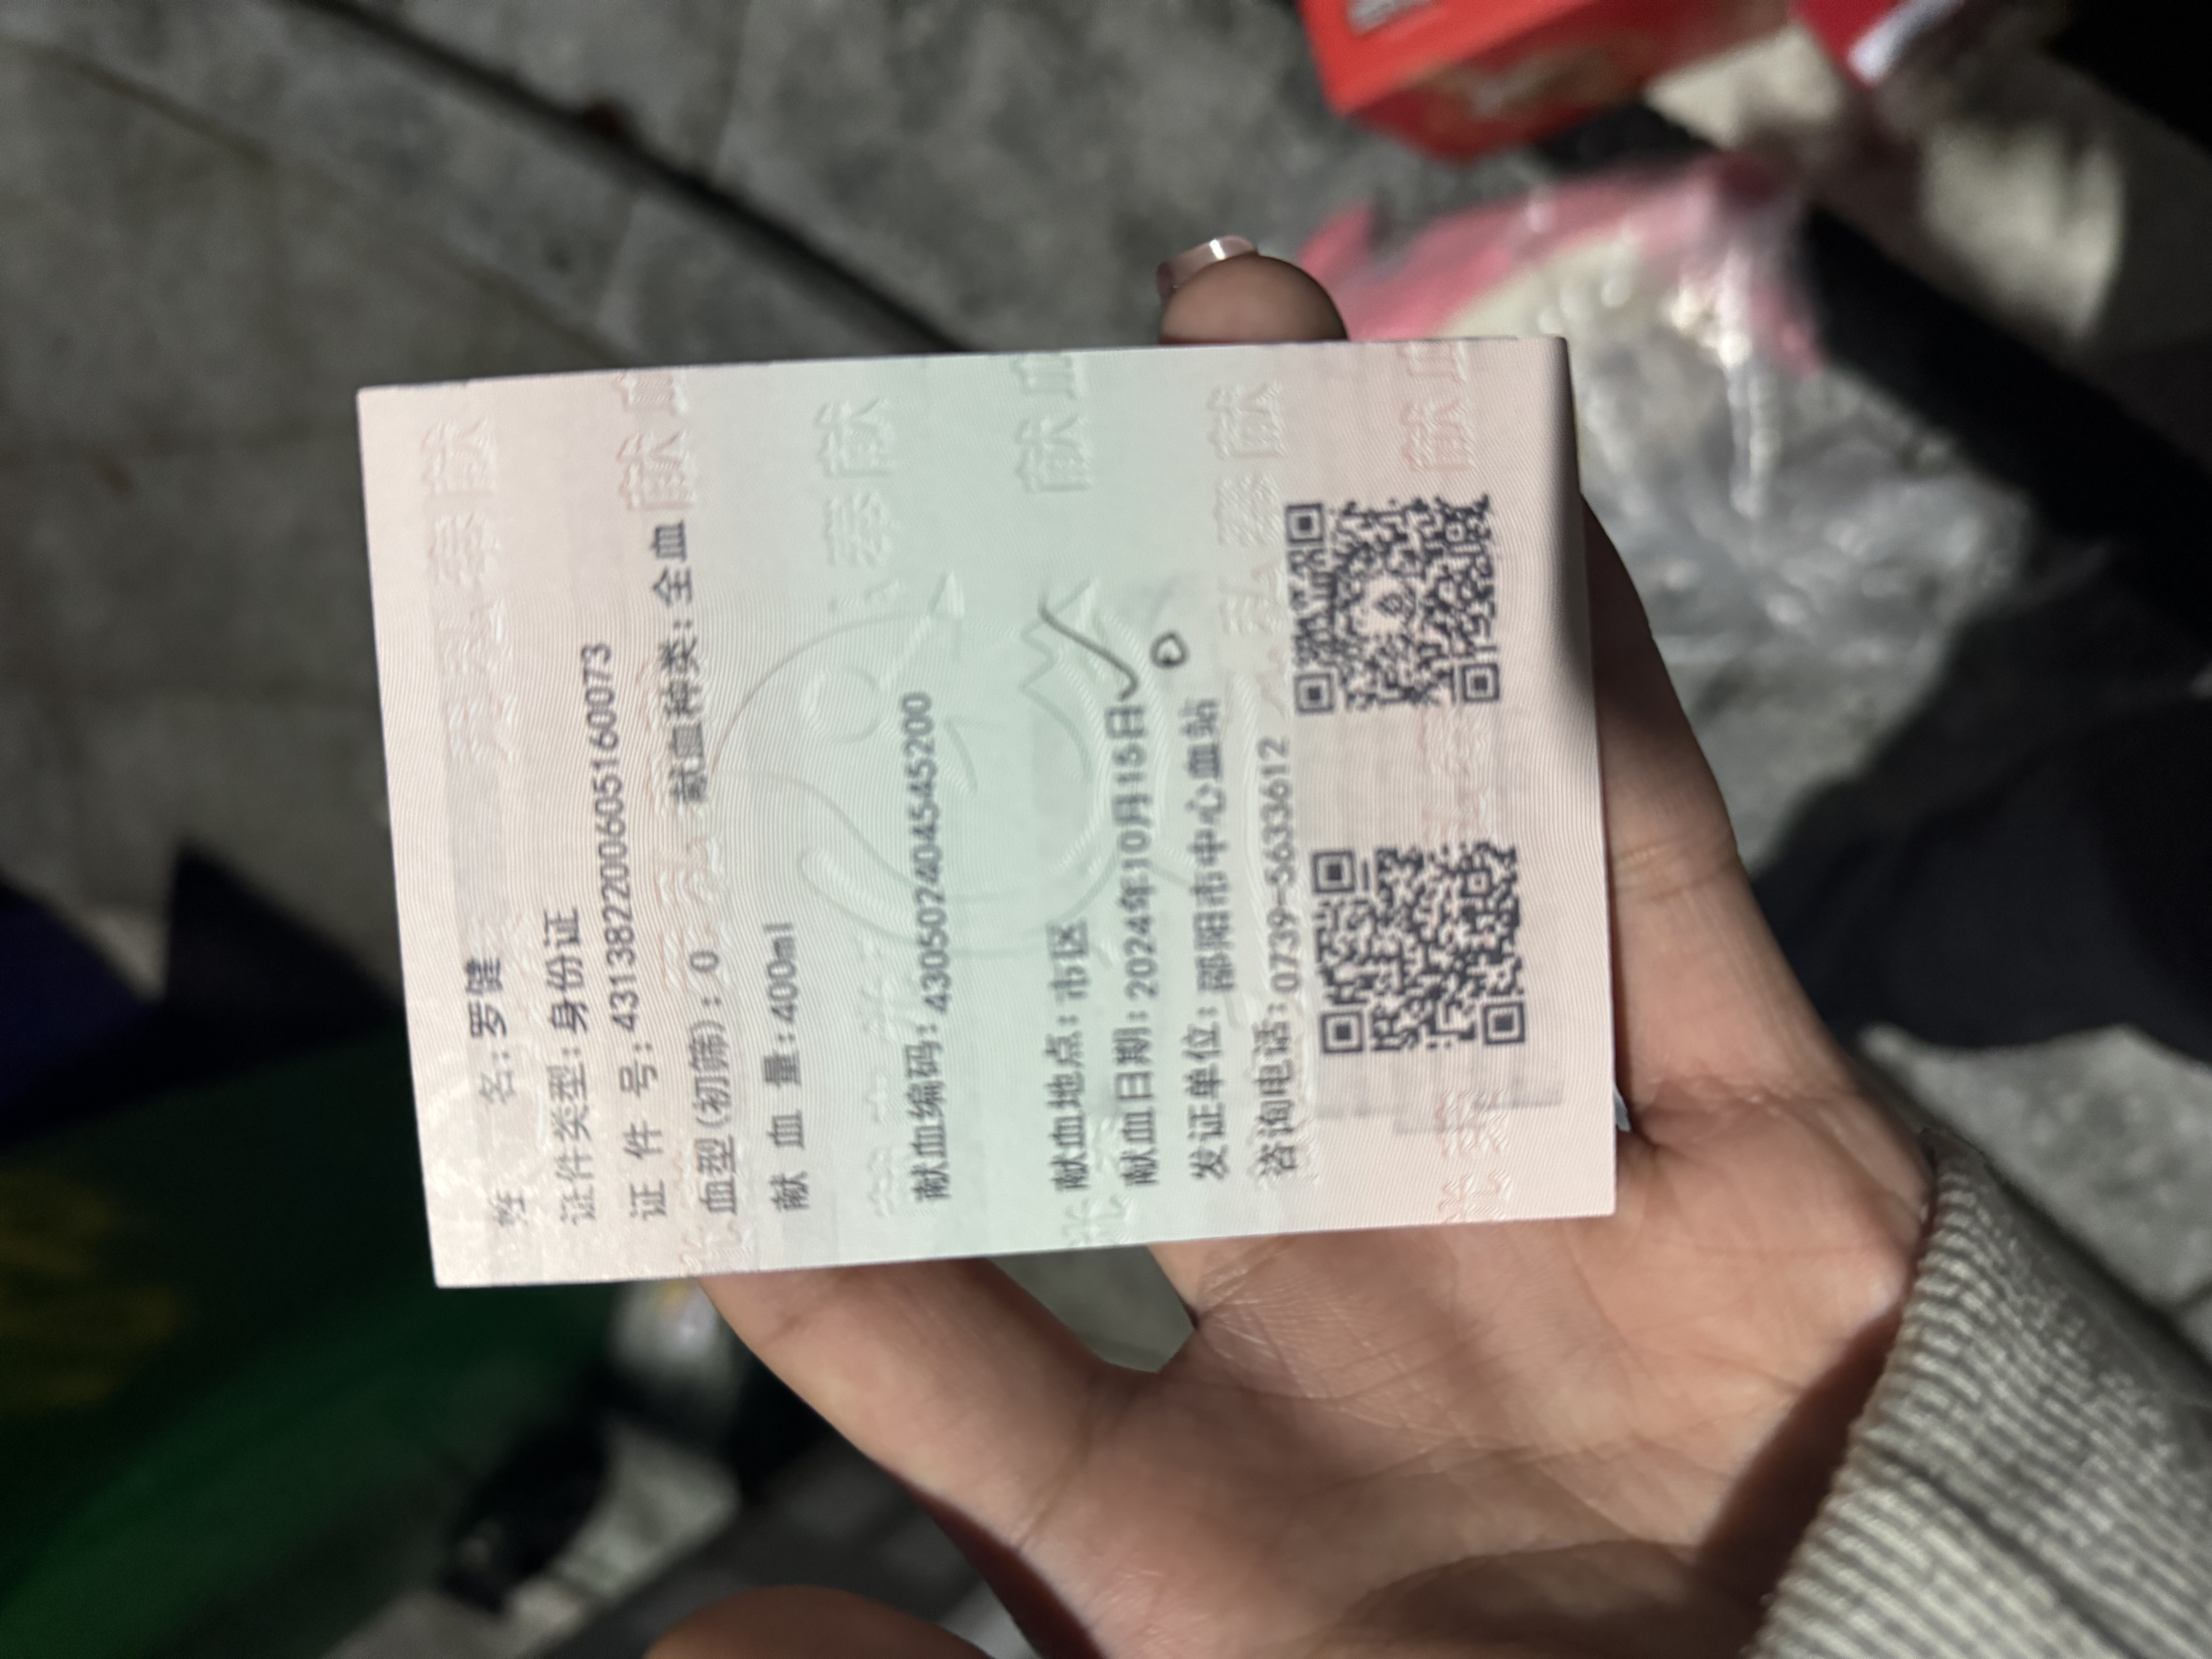 姓 名:罗健
证件类型:身份证
证 件 号:431382200605160073
血型(初筛):O 献血种类:全血
献 血 量:400ml
献血编码:4305024045452​00
献血地点:市区
献血日期:2024年10月15日
发证单位:邵阳市中心血站
咨询电话:0739-5633612